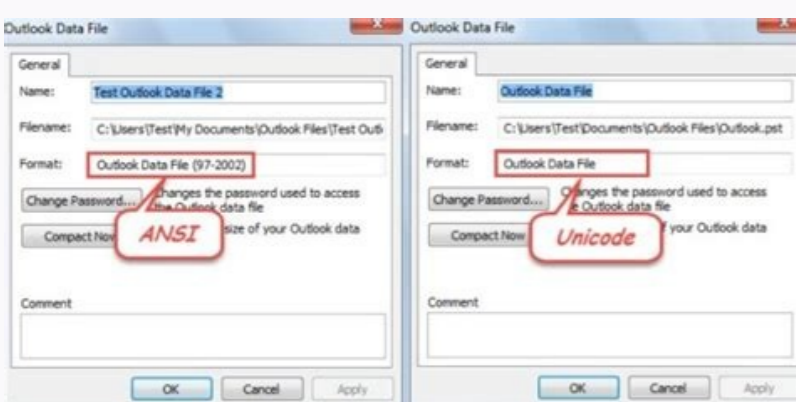 Outlook Data File
General
Name: Test Outlook Data File 2
Filename: C:\Users\Test\My Documents\Outlook Files\Test Outl
Format: Outlook Data File (97-2002)
Change Password... Changes the password used to access
the Outlook data file
Compact Now size of your Outlook data
ANSI
Comment
OK Cancel Apply
Outlook Data File
General
Name: Outlook Data File
Filename: C:\Users\Test\Documents\Outlook Files\Outlook.pst
Format: Outlook Data File
Change Password... Changes the password used to access
Outlook data file
Compact Now your Outlook data
Unicode
Comment
OK Cancel Apply